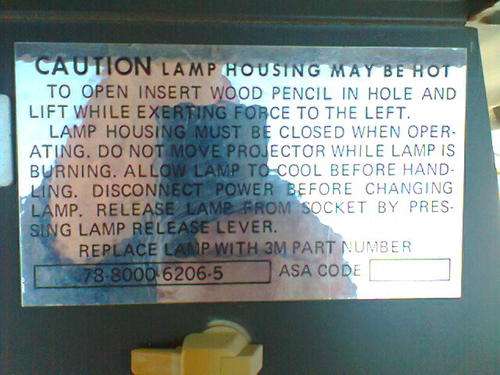 CAUTION LAMP HOUSING MAY BE HOT
TO OPEN INSERT WOOD PENCIL IN HOLE AND
LIFT WHILE EXERTING FORCE TO THE LEFT.
LAMP HOUSING MUST BE CLOSED WHEN OPER-
ATING. DO NOT MOVE PROJECTOR WHILE LAMP IS
BURNING. ALLOW LAMP TO COOL BEFORE HAND-
LING. DISCONNECT POWER BEFORE CHANGING
LAMP. RELEASE LAMP FROM SOCKET BY PRES-
SING LAMP RELEASE LEVER.
REPLACE LAMP WITH 3M PART NUMBER
78-8000-6206-5 ASA CODE